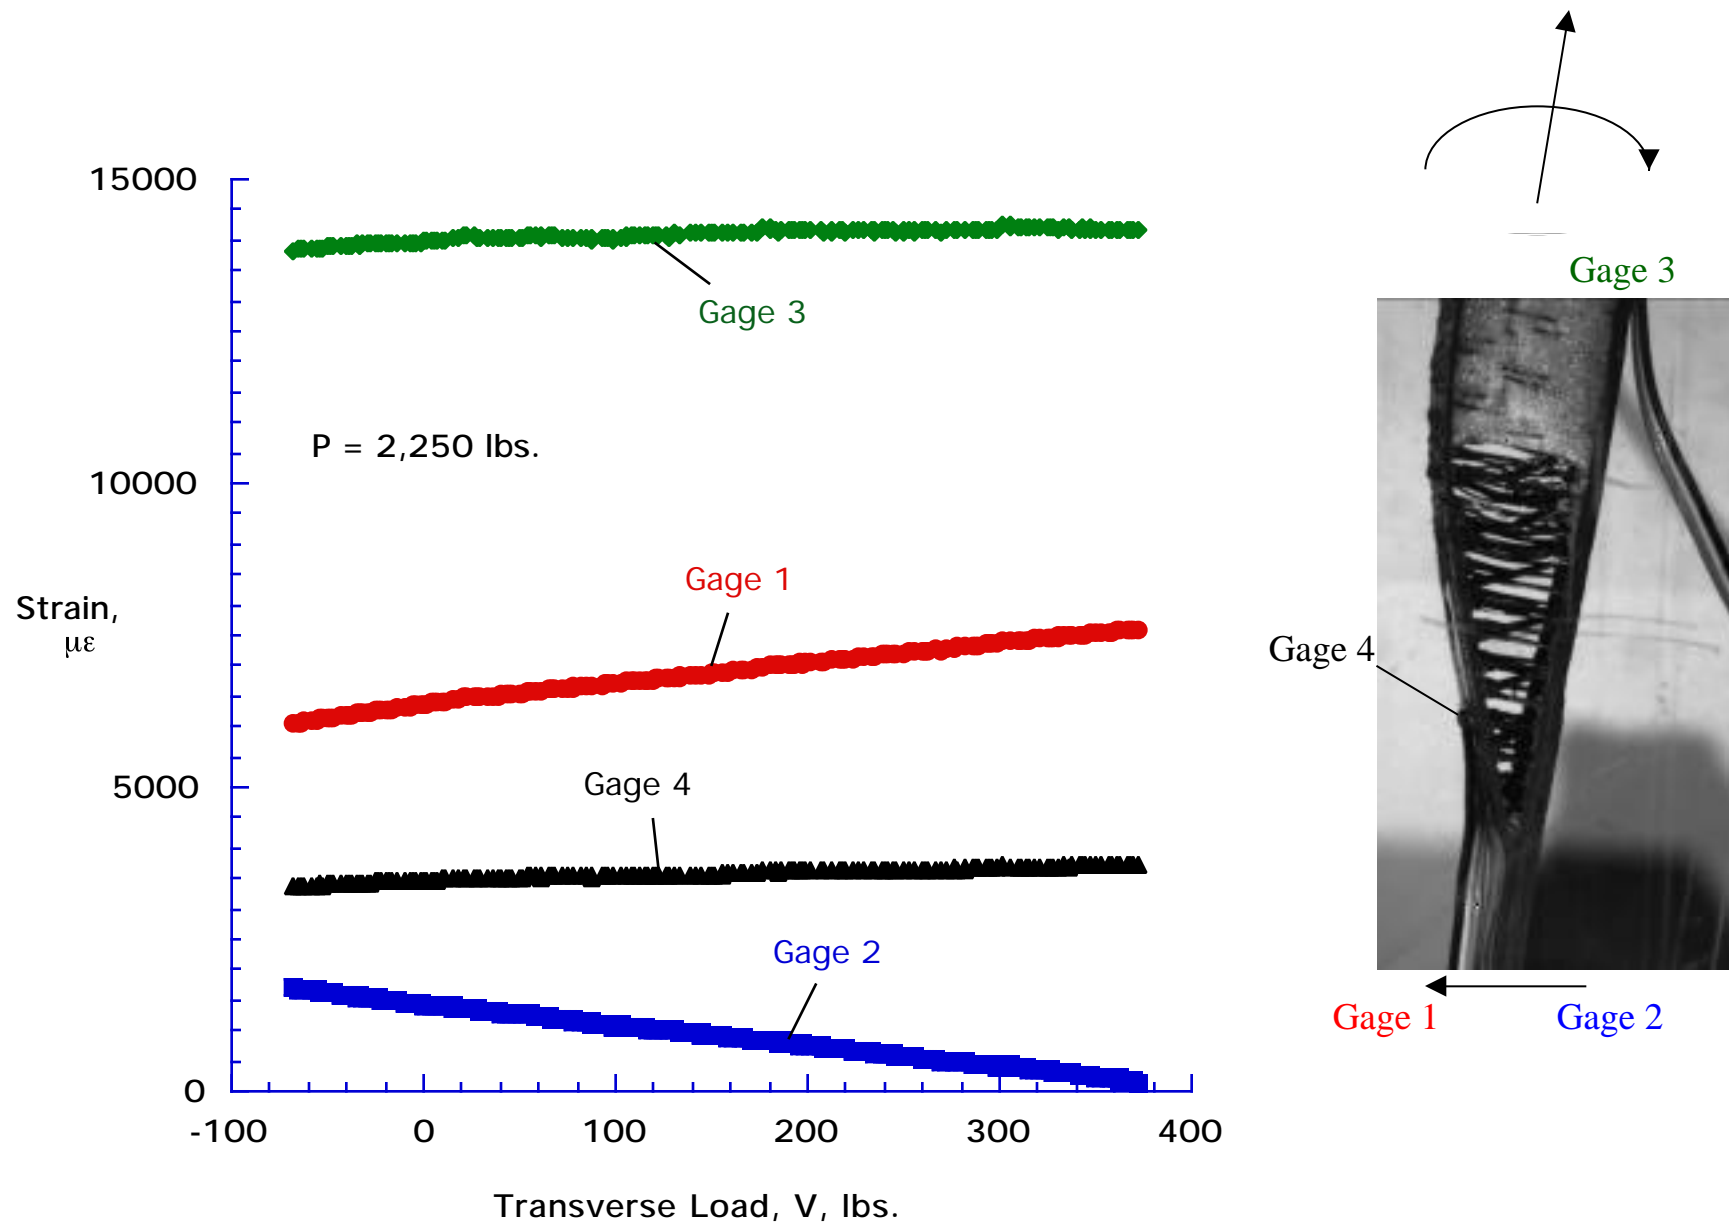 15000
Gage 3
Gage 3
P = 2,250 lbs.
10000
Gage 1
Strain,
με
Gage 4
5000
Gage 4
Gage 2
Gage 1
Gage 2
0
-100 0 100 200 300 400
Transverse Load, V, lbs.